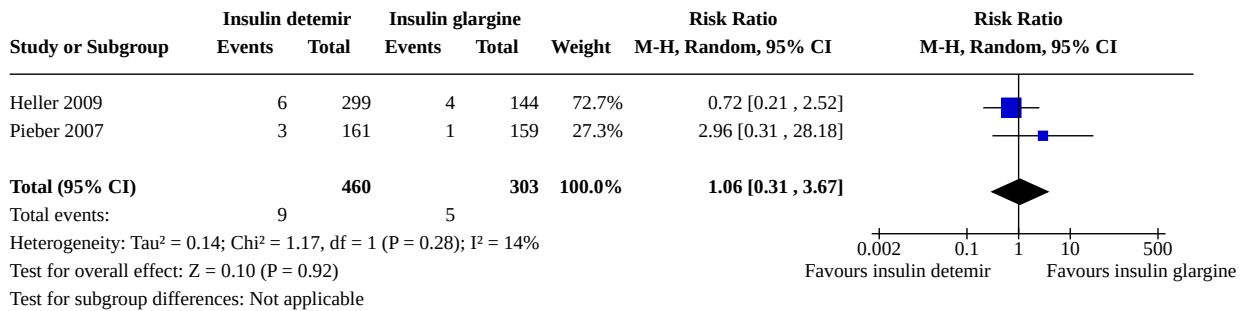 Insulin detemir Insulin glargine Risk Ratio Risk Ratio
Study or Subgroup Events Total Events Total Weight M-H, Random, 95% CI M-H, Random, 95% CI
Heller 2009 6 299 4 144 72.7% 0.72 [0.21 , 2.52]
Pieber 2007 3 161 1 159 27.3% 2.96 [0.31 , 28.18]
Total (95% CI) 460 303 100.0% 1.06 [0.31 , 3.67]
Total events: 9 5
Heterogeneity: Tau² = 0.14; Chi² = 1.17, df = 1 (P = 0.28); I² = 14%
0.002 0.1 1 10 500
Test for overall effect: Z = 0.10 (P = 0.92)
Favours insulin detemir Favours insulin glargine
Test for subgroup differences: Not applicable